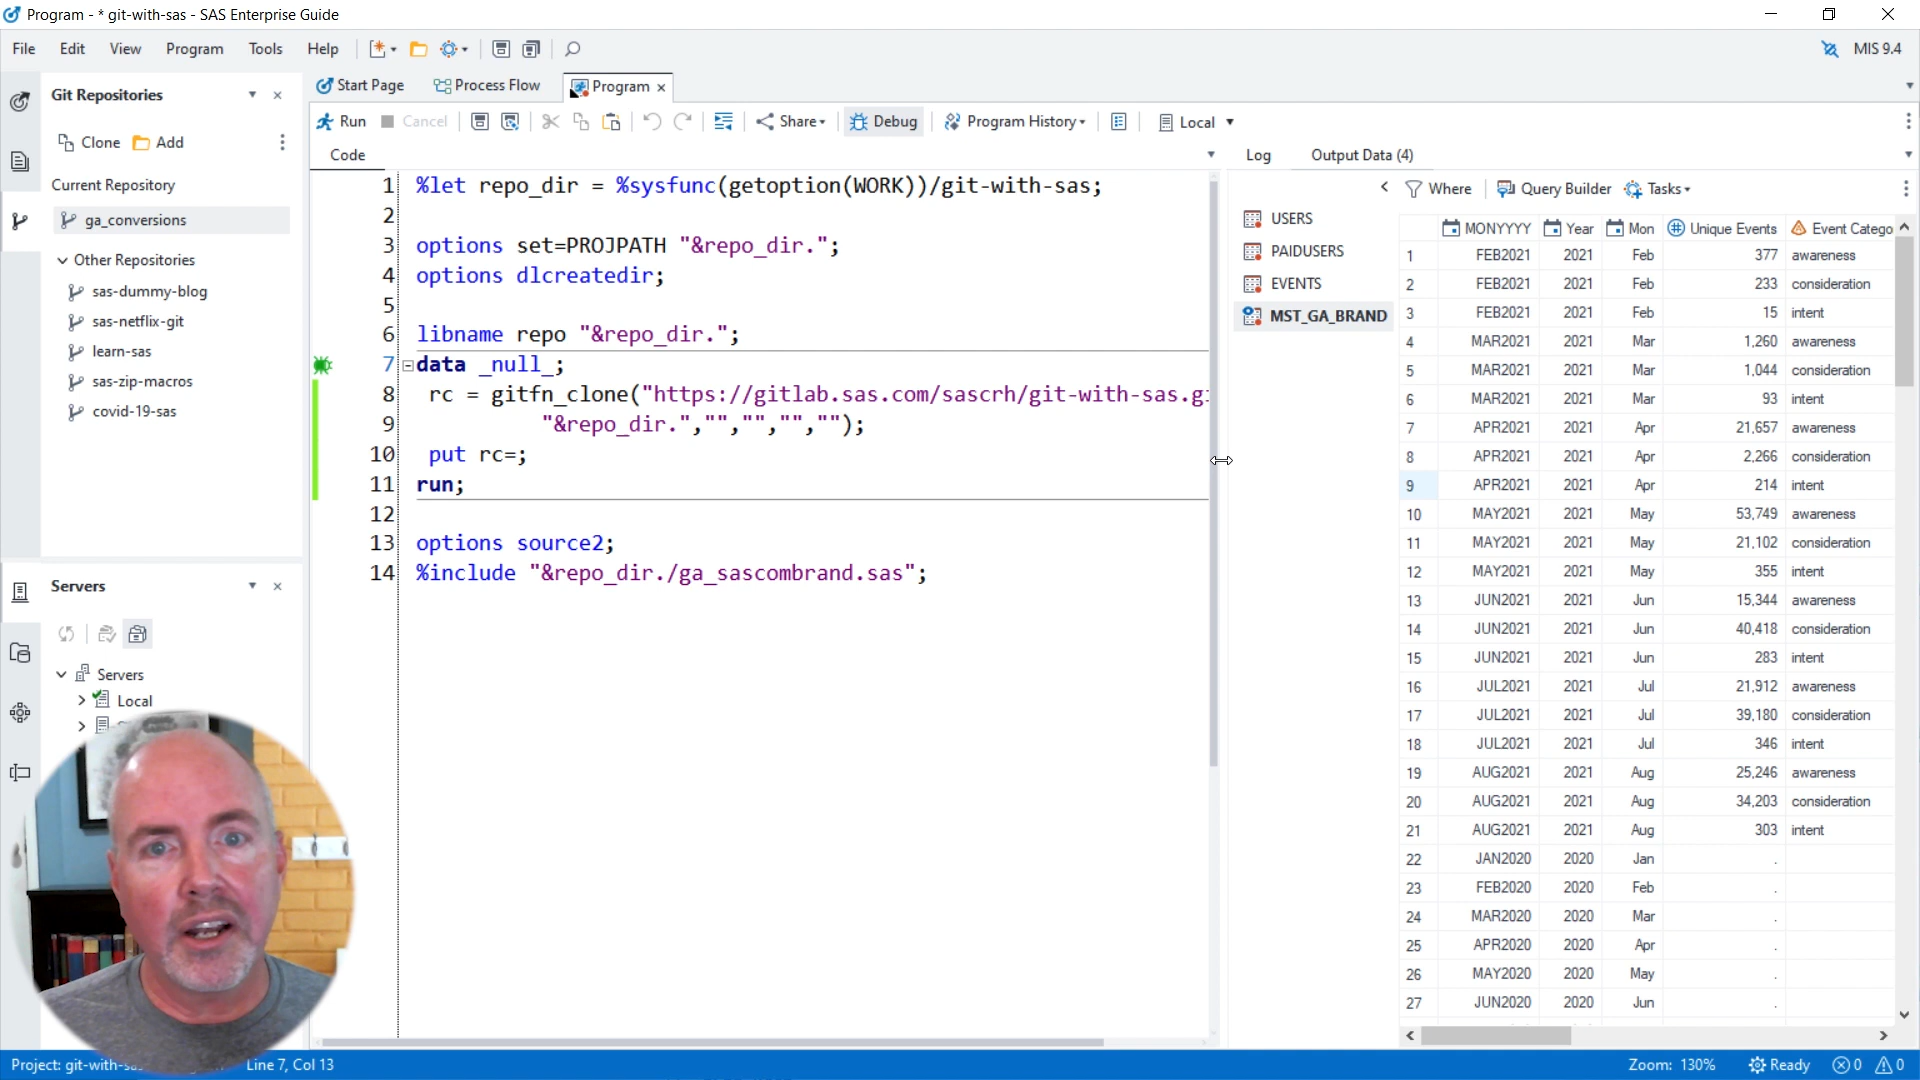 Program - * git-with-sas - SAS Enterprise Guide
File Edit View Program Tools Help
MIS 9.4
Git Repositories
Clone Add
Current Repository
ga_conversions
Other Repositories
sas-dummy-blog
sas-netflix-git
learn-sas
sas-zip-macros
covid-19-sas
Servers
Servers
Local
Start Page Process Flow Program
Run Cancel Share Debug Program History Local
Code
1 %let repo_dir = %sysfunc(getoption(WORK))/git-with-sas;
2
3 options set=PROJPATH "&repo_dir.";
4 options dlcreatedir;
5
6 libname repo "&repo_dir.";
7 data _null_;
8 rc = gitfn_clone("https://gitlab.sas.com/sascrh/git-with-sas.gi
9 "&repo_dir.","","","","");
10 put rc=;
11 run;
12
13 options source2;
14 %include "&repo_dir./ga_sascombrand.sas";
Log Output Data (4)
Where Query Builder Tasks
USERS
PAIDUSERS
EVENTS
MST_GA_BRAND
MONYYYY Year Mon Unique Events Event Catego
1 FEB2021 2021 Feb 377 awareness
2 FEB2021 2021 Feb 233 consideration
3 FEB2021 2021 Feb 15 intent
4 MAR2021 2021 Mar 1,260 awareness
5 MAR2021 2021 Mar 1,044 consideration
6 MAR2021 2021 Mar 93 intent
7 APR2021 2021 Apr 21,657 awareness
8 APR2021 2021 Apr 2,266 consideration
9 APR2021 2021 Apr 214 intent
10 MAY2021 2021 May 53,749 awareness
11 MAY2021 2021 May 21,102 consideration
12 MAY2021 2021 May 355 intent
13 JUN2021 2021 Jun 15,344 awareness
14 JUN2021 2021 Jun 40,418 consideration
15 JUN2021 2021 Jun 283 intent
16 JUL2021 2021 Jul 21,912 awareness
17 JUL2021 2021 Jul 39,180 consideration
18 JUL2021 2021 Jul 346 intent
19 AUG2021 2021 Aug 25,246 awareness
20 AUG2021 2021 Aug 34,203 consideration
21 AUG2021 2021 Aug 303 intent
22 JAN2020 2020 Jan .
23 FEB2020 2020 Feb .
24 MAR2020 2020 Mar .
25 APR2020 2020 Apr .
26 MAY2020 2020 May .
27 JUN2020 2020 Jun .
Project: git-with-sa Line 7, Col 13
Zoom: 130% Ready 0 0